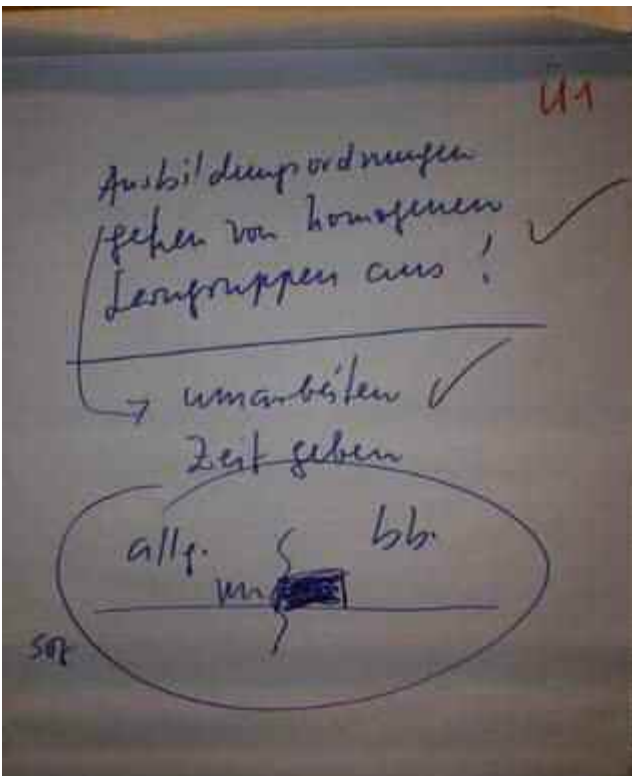 Ü1
Ausbildungsordnungen
gehen von homogenen
Lerngruppen aus!
→ umarbeiten ✓
Zeit geben
allg. bb.